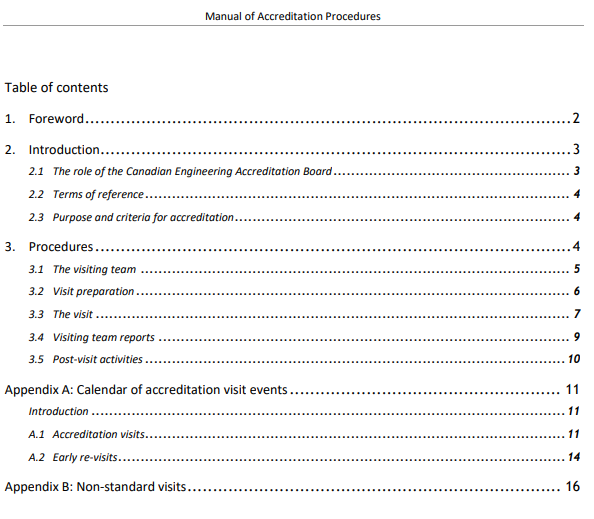 Manual of Accreditation Procedures
Table of contents
1. Foreword.......................................................................................2
2. Introduction....................................................................................3
2.1 The role of the Canadian Engineering Accreditation Board................................................ 3
2.2 Terms of reference.......................................................................................... 4
2.3 Purpose and criteria for accreditation..................................................................... 4
3. Procedures......................................................................................4
3.1 The visiting team .......................................................................................... 5
3.2 Visit preparation........................................................................................... 6
3.3 The visit .................................................................................................. 7
3.4 Visiting team reports ...................................................................................... 9
3.5 Post-visit activities...................................................................................... 10
Appendix A: Calendar of accreditation visit events................................................... 11
Introduction .................................................................................................. 11
A.1 Accreditation visits....................................................................................... 11
A.2 Early re-visits............................................................................................ 14
Appendix B: Non-standard visits....................................................................... 16